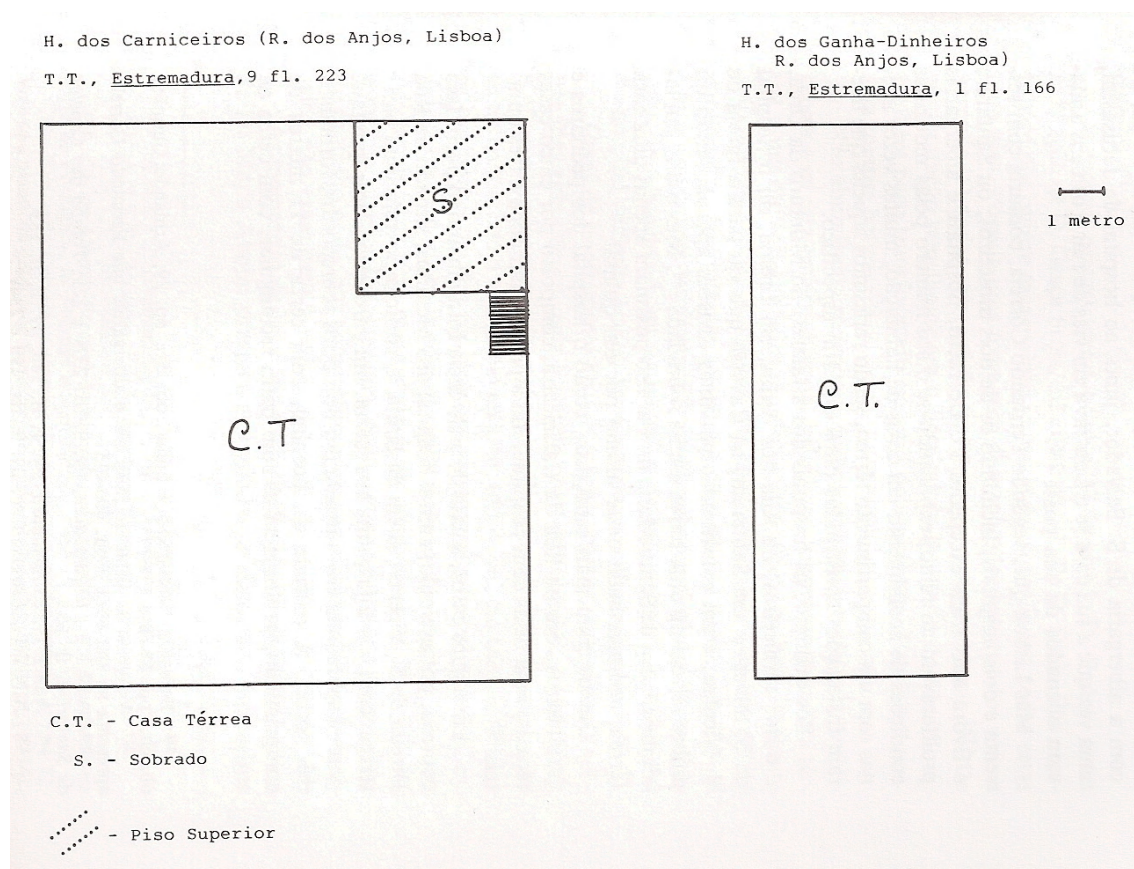 H. dos Carniceiros (R. dos Anjos, Lisboa)
T.T., Estremadura,9 fl. 223
S
C.T
C.T. - Casa Térrea
S. - Sobrado
- Piso Superior
H. dos Ganha-Dinheiros
R. dos Anjos, Lisboa)
T.T., Estremadura, 1 fl. 166
1 metro
C.T.